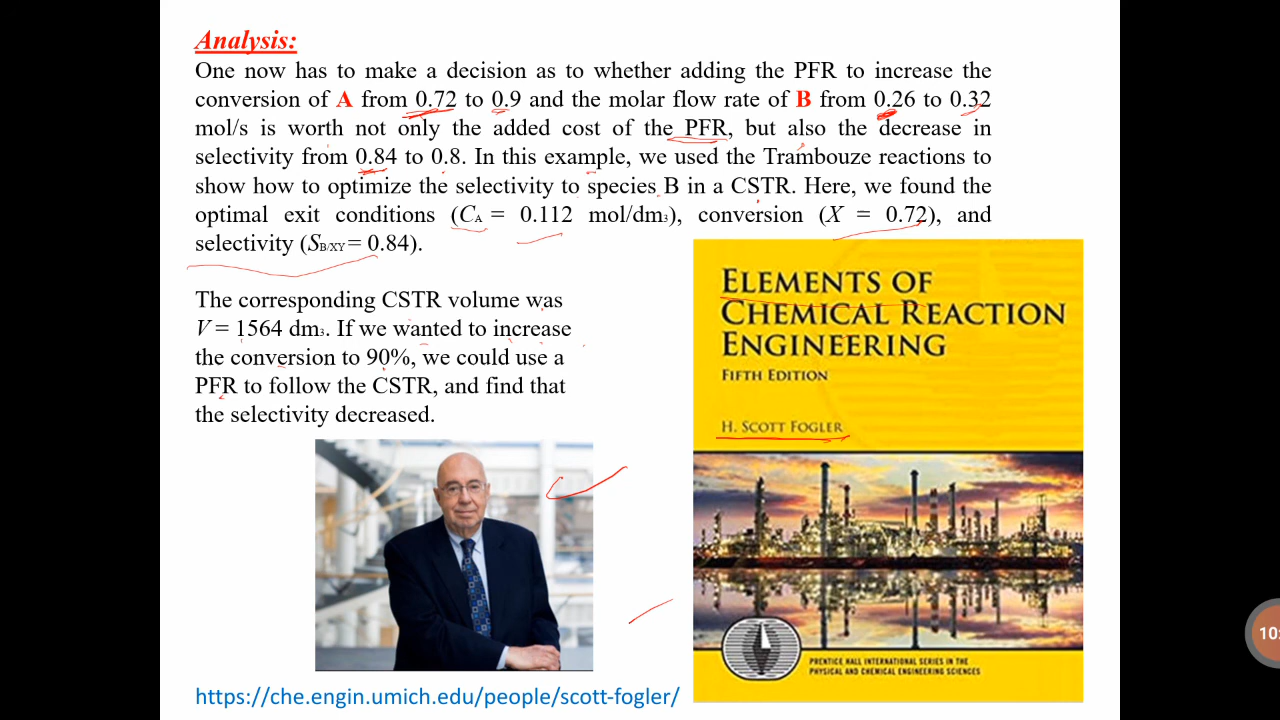 Analysis:
One now has to make a decision as to whether adding the PFR to increase the
conversion of A from 0.72 to 0.9 and the molar flow rate of B from 0.26 to 0.32
mol/s is worth not only the added cost of the PFR, but also the decrease in
selectivity from 0.84 to 0.8. In this example, we used the Trambouze reactions to
show how to optimize the selectivity to species B in a CSTR. Here, we found the
optimal exit conditions (CA = 0.112 mol/dm3), conversion (X = 0.72), and
selectivity (SB/XY = 0.84).
The corresponding CSTR volume was
V = 1564 dm3. If we wanted to increase
the conversion to 90%, we could use a
PFR to follow the CSTR, and find that
the selectivity decreased.
ELEMENTS OF
CHEMICAL REACTION
ENGINEERING
FIFTH EDITION
H. SCOTT FOGLER
PRENTICE HALL INTERNATIONAL SERIES IN THE
PHYSICAL AND CHEMICAL ENGINEERING SCIENCES
https://che.engin.umich.edu/people/scott-fogler/